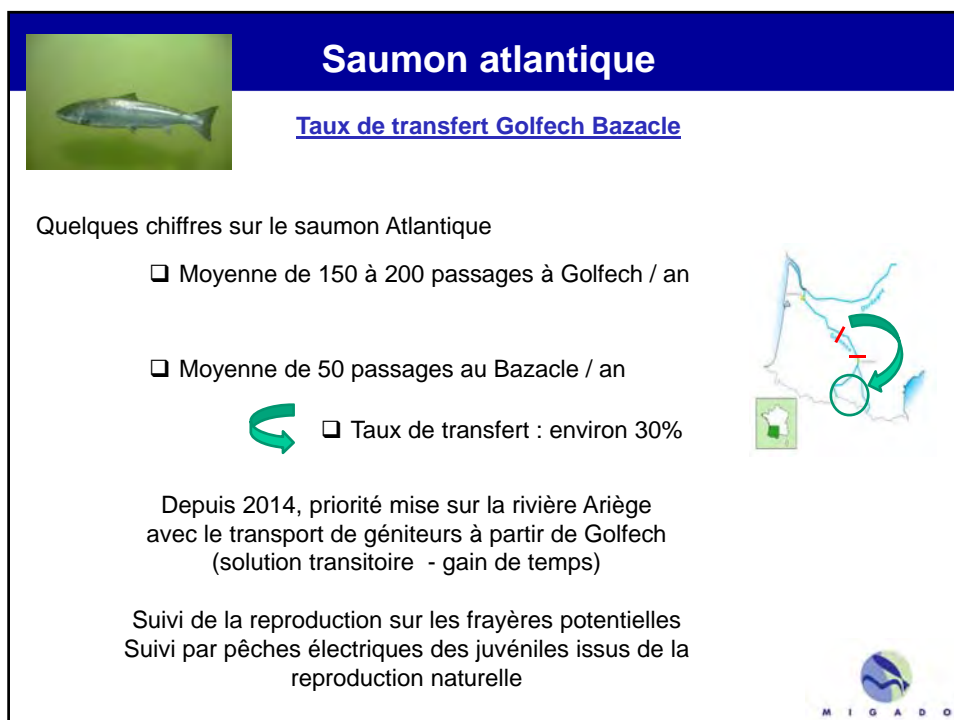 Saumon atlantique
Taux de transfert Golfech Bazacle
Quelques chiffres sur le saumon Atlantique
❑ Moyenne de 150 à 200 passages à Golfech / an
❑ Moyenne de 50 passages au Bazacle / an
❑ Taux de transfert : environ 30%
Depuis 2014, priorité mise sur la rivière Ariège
avec le transport de géniteurs à partir de Golfech
(solution transitoire - gain de temps)
Suivi de la reproduction sur les frayères potentielles
Suivi par pêches électriques des juvéniles issus de la
reproduction naturelle
MIGADO